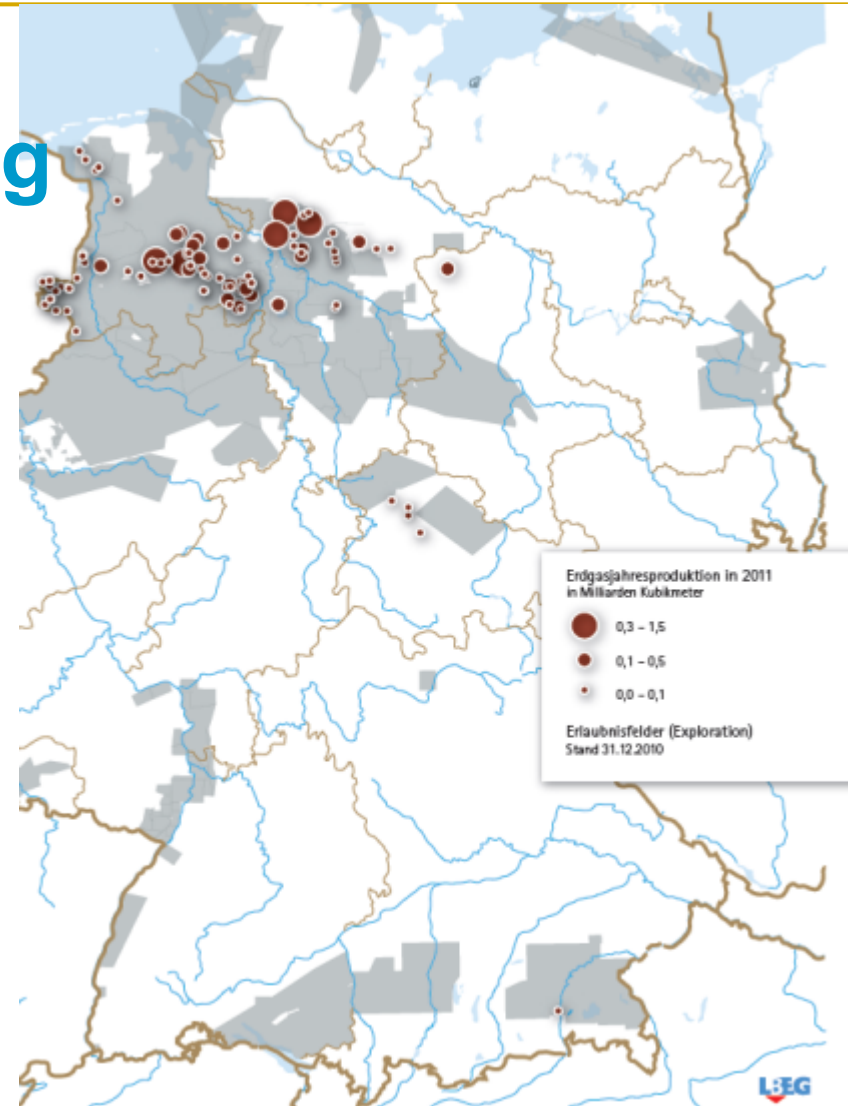 g
Erdgasjahresproduktion in 2011
in Milliarden Kubikmeter
0,3 – 1,5
0,1 – 0,5
0,0 – 0,1
Erlaubnisfelder (Exploration)
Stand 31.12.2010
LBEG